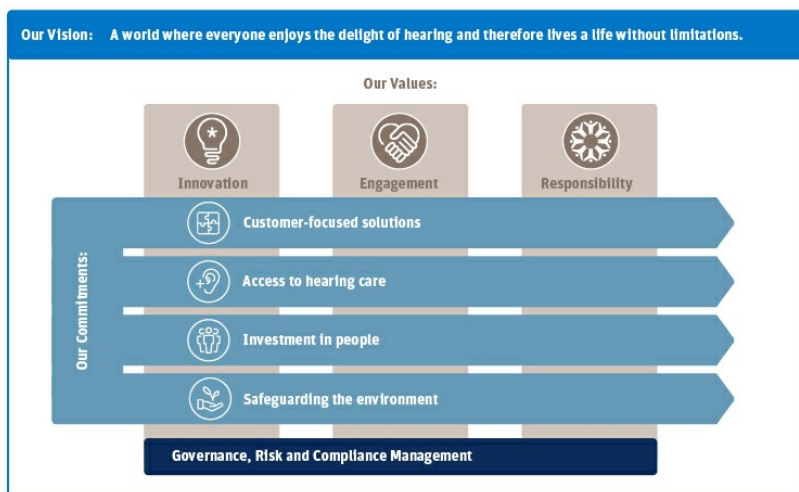 Our Vision: A world where everyone enjoys the delight of hearing and therefore lives a life without limitations.
Our Values:
Innovation
Engagement
Responsibility
Our Commitments:
Customer-focused solutions
Access to hearing care
Investment in people
Safeguarding the environment
Governance, Risk and Compliance Management